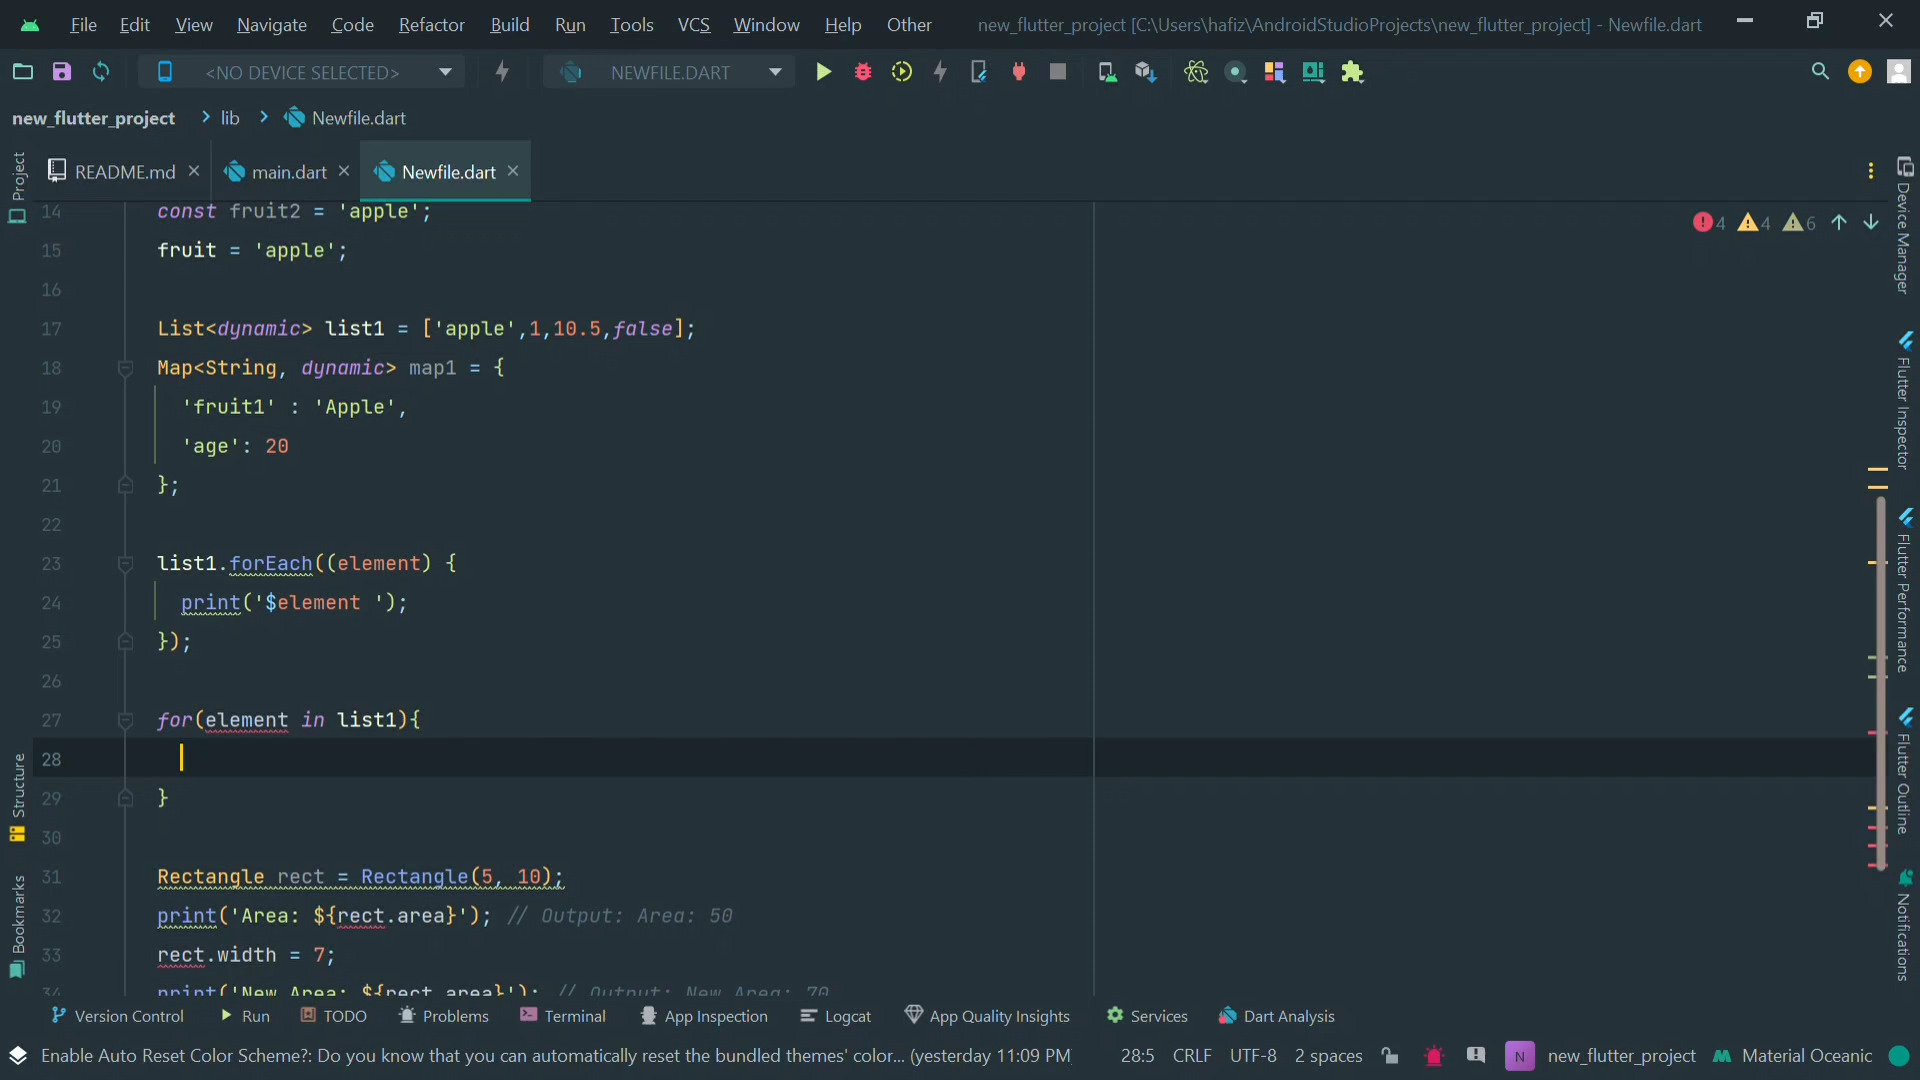 File Edit View Navigate Code Refactor Build Run Tools VCS Window Help Other new_flutter_project [C:\Users\hafiz\AndroidStudioProjects\new_flutter_project] - Newfile.dart
<NO DEVICE SELECTED> NEWFILE.DART
new_flutter_project lib Newfile.dart
README.md main.dart Newfile.dart
Project
Structure
Bookmarks
4 4 6
14 const fruit2 = 'apple';
15 fruit = 'apple';
16
17 List<dynamic> list1 = ['apple',1,10.5,false];
18 Map<String, dynamic> map1 = {
19 'fruit1' : 'Apple',
20 'age': 20
21 };
22
23 list1.forEach((element) {
24 print('$element ');
25 });
26
27 for(element in list1){
28
29 }
30
31 Rectangle rect = Rectangle(5, 10);
32 print('Area: ${rect.area}'); // Output: Area: 50
33 rect.width = 7;
34 print('New Area: ${rect.area}'); // Output: New Area: 70
Device Manager
Flutter Inspector
Flutter Performance
Flutter Outline
Notifications
Version Control Run TODO Problems Terminal App Inspection Logcat App Quality Insights Services Dart Analysis
Enable Auto Reset Color Scheme?: Do you know that you can automatically reset the bundled themes' color... (yesterday 11:09 PM) 28:5 CRLF UTF-8 2 spaces N new_flutter_project Material Oceanic